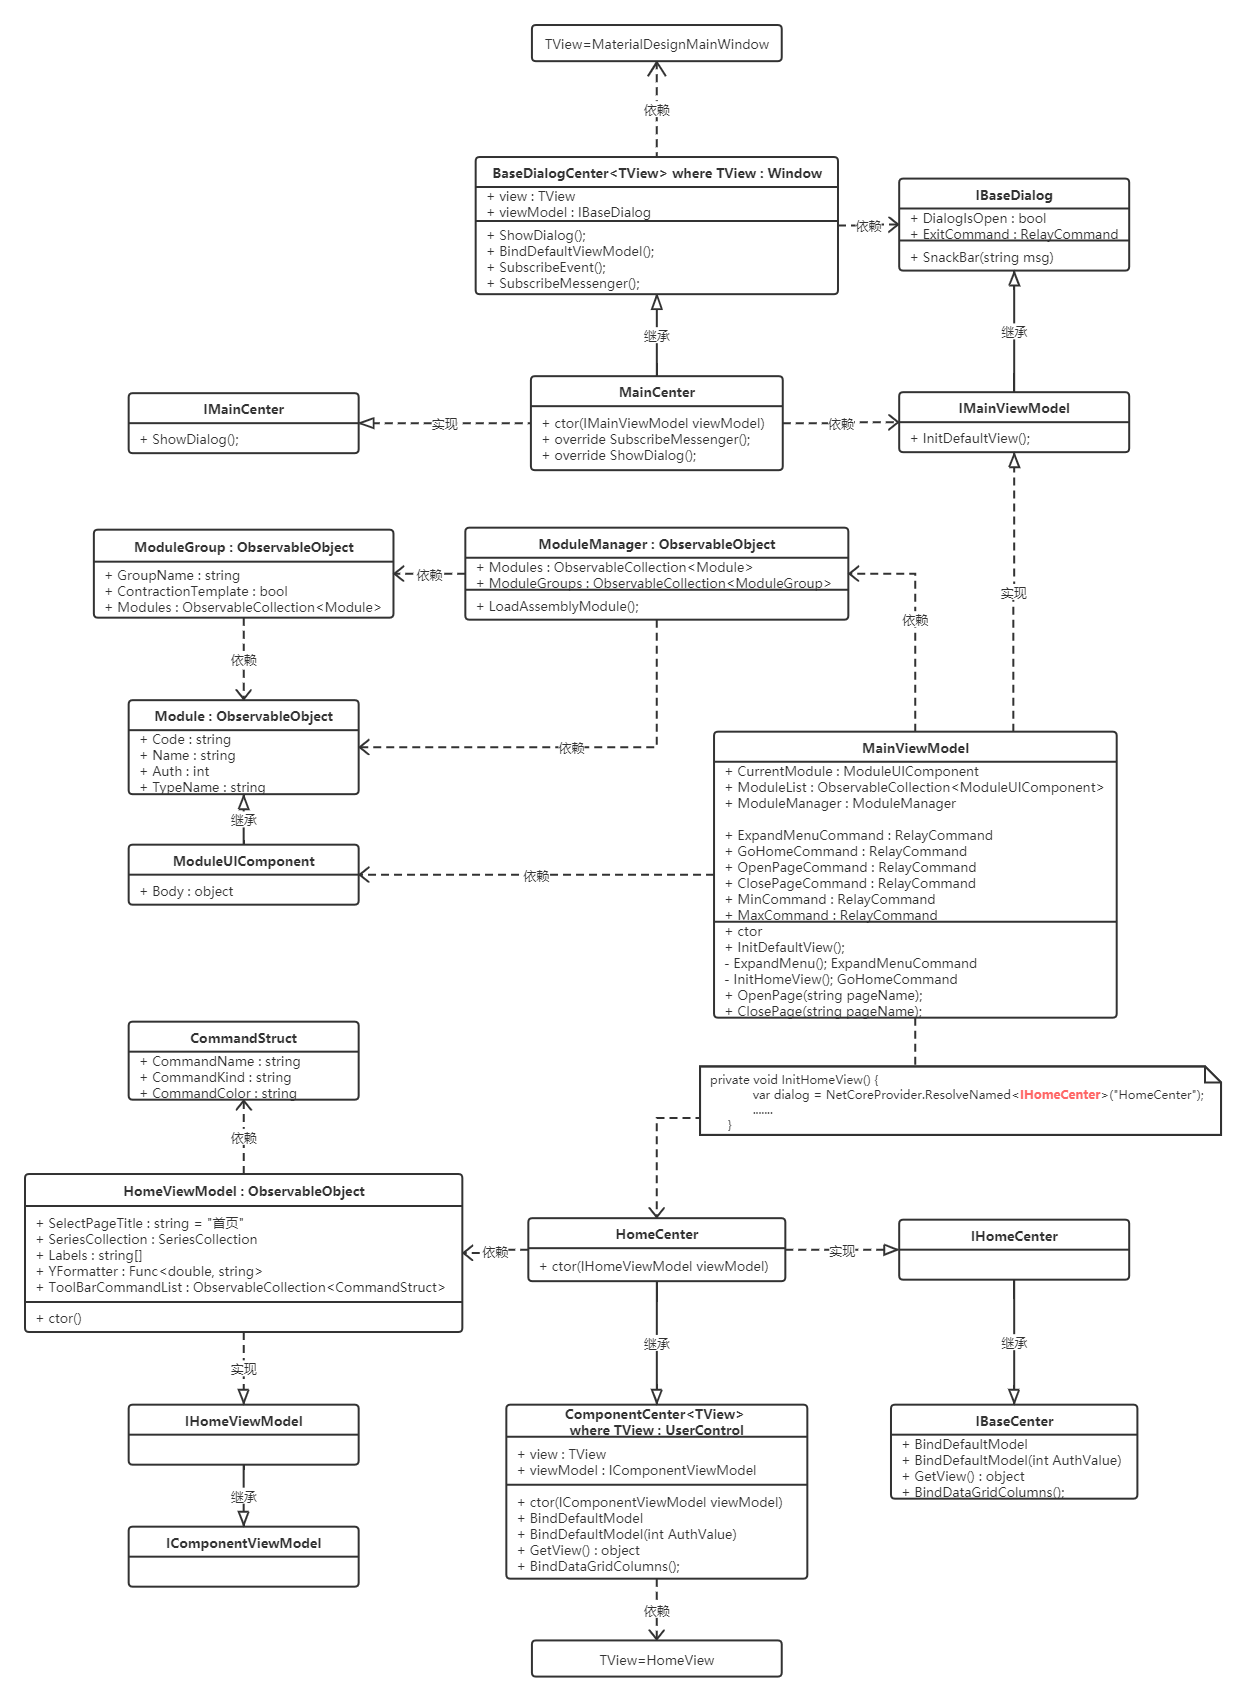 TView=MaterialDesignMainWindow
依赖
BaseDialogCenter<TView> where TView : Window
+ view : TView
+ viewModel : IBaseDialog
+ ShowDialog();
+ BindDefaultViewModel();
+ SubscribeEvent();
+ SubscribeMessenger();
依赖
IBaseDialog
+ DialogIsOpen : bool
+ ExitCommand : RelayCommand
+ SnackBar(string msg)
继承
继承
IMainCenter
+ ShowDialog();
实现
MainCenter
+ ctor(IMainViewModel viewModel)
+ override SubscribeMessenger();
+ override ShowDialog();
依赖
IMainViewModel
+ InitDefaultView();
ModuleGroup : ObservableObject
+ GroupName : string
+ ContractionTemplate : bool
+ Modules : ObservableCollection<Module>
依赖
ModuleManager : ObservableObject
+ Modules : ObservableCollection<Module>
+ ModuleGroups : ObservableCollection<ModuleGroup>
+ LoadAssemblyModule();
实现
依赖
依赖
Module : ObservableObject
+ Code : string
+ Name : string
+ Auth : int
+ TypeName : string
依赖
继承
ModuleUIComponent
+ Body : object
依赖
MainViewModel
+ CurrentModule : ModuleUIComponent
+ ModuleList : ObservableCollection<ModuleUIComponent>
+ ModuleManager : ModuleManager
+ ExpandMenuCommand : RelayCommand
+ GoHomeCommand : RelayCommand
+ OpenPageCommand : RelayCommand
+ ClosePageCommand : RelayCommand
+ MinCommand : RelayCommand
+ MaxCommand : RelayCommand
+ ctor
+ InitDefaultView();
- ExpandMenu(); ExpandMenuCommand
- InitHomeView(); GoHomeCommand
+ OpenPage(string pageName);
+ ClosePage(string pageName);
CommandStruct
+ CommandName : string
+ CommandKind : string
+ CommandColor : string
private void InitHomeView() {
var dialog = NetCoreProvider.ResolveNamed<IHomeCenter>("HomeCenter");
.......
}
依赖
HomeViewModel : ObservableObject
+ SelectPageTitle : string = "首页"
+ SeriesCollection : SeriesCollection
+ Labels : string[]
+ YFormatter : Func<double, string>
+ ToolBarCommandList : ObservableCollection<CommandStruct>
+ ctor()
依赖
HomeCenter
+ ctor(IHomeViewModel viewModel)
实现
IHomeCenter
实现
继承
继承
IHomeViewModel
继承
IComponentViewModel
ComponentCenter<TView>
where TView : UserControl
+ view : TView
+ viewModel : IComponentViewModel
+ ctor(IComponentViewModel viewModel)
+ BindDefaultModel
+ BindDefaultModel(int AuthValue)
+ GetView() : object
+ BindDataGridColumns();
IBaseCenter
+ BindDefaultModel
+ BindDefaultModel(int AuthValue)
+ GetView() : object
+ BindDataGridColumns();
依赖
TView=HomeView